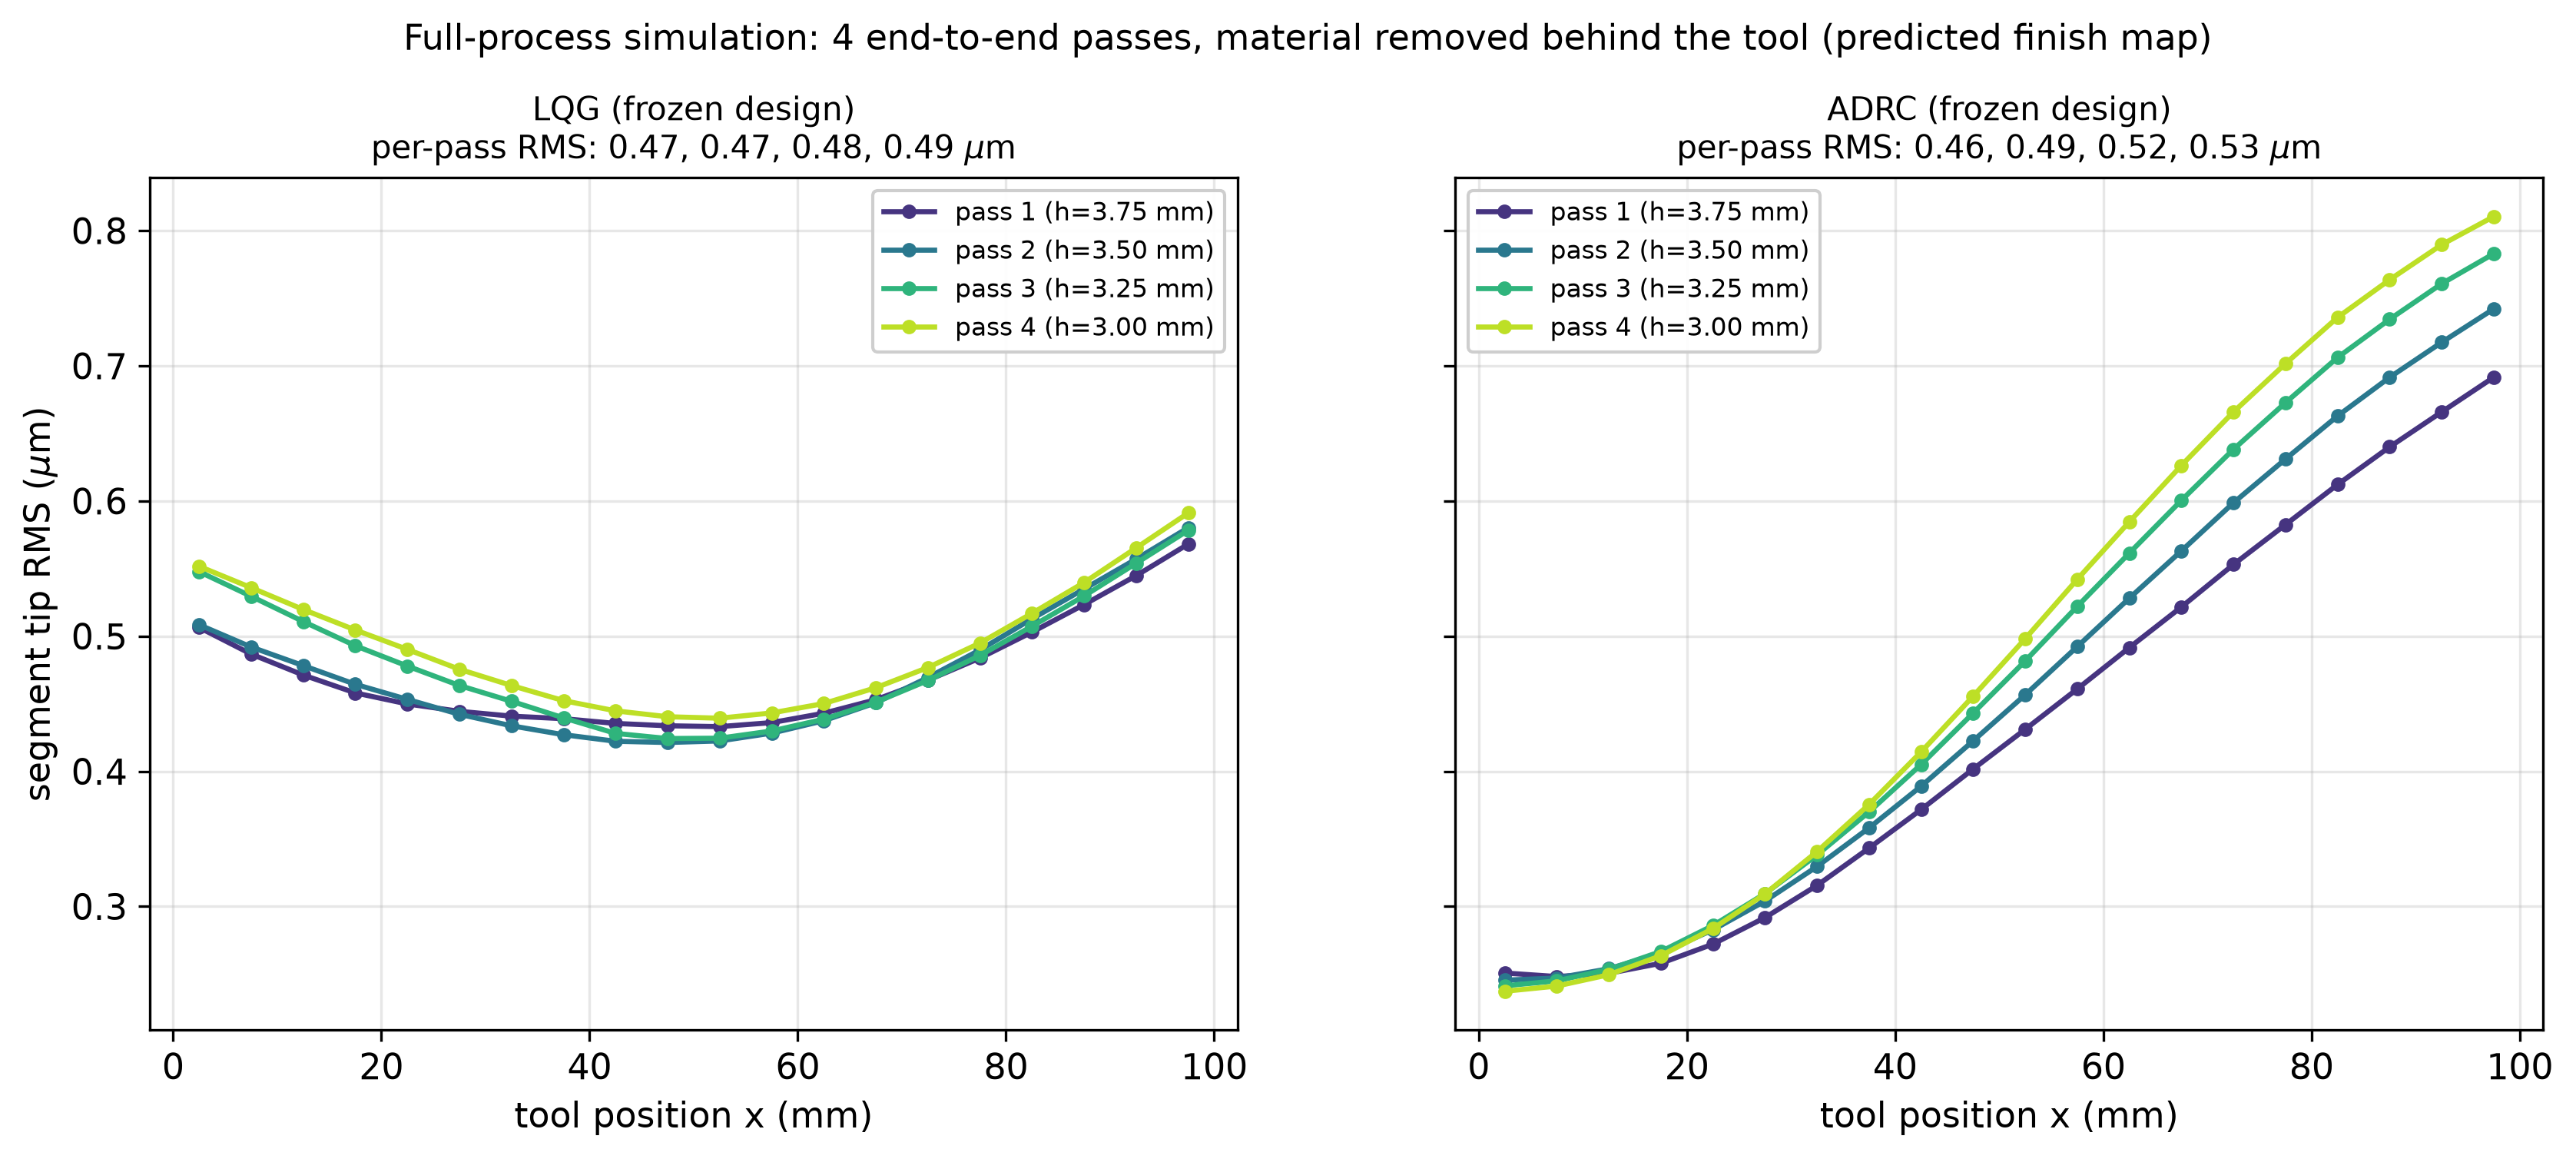 Full-process simulation: 4 end-to-end passes, material removed behind the tool (predicted finish map)
LQG (frozen design)
per-pass RMS: 0.47, 0.47, 0.48, 0.49 μm
segment tip RMS (μm)
0.8
0.7
0.6
0.5
0.4
0.3
pass 1 (h=3.75 mm)
pass 2 (h=3.50 mm)
pass 3 (h=3.25 mm)
pass 4 (h=3.00 mm)
0 20 40 60 80 100
tool position x (mm)
ADRC (frozen design)
per-pass RMS: 0.46, 0.49, 0.52, 0.53 μm
pass 1 (h=3.75 mm)
pass 2 (h=3.50 mm)
pass 3 (h=3.25 mm)
pass 4 (h=3.00 mm)
0 20 40 60 80 100
tool position x (mm)